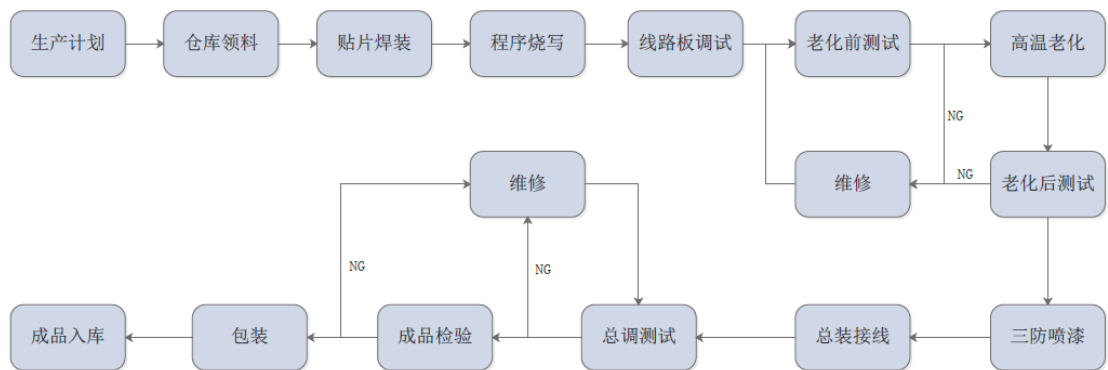 生产计划
仓库领料
贴片焊装
程序烧写
线路板调试
老化前测试
高温老化
NG
维修
维修
NG
老化后测试
NG
NG
成品入库
包装
成品检验
总调测试
总装接线
三防喷漆